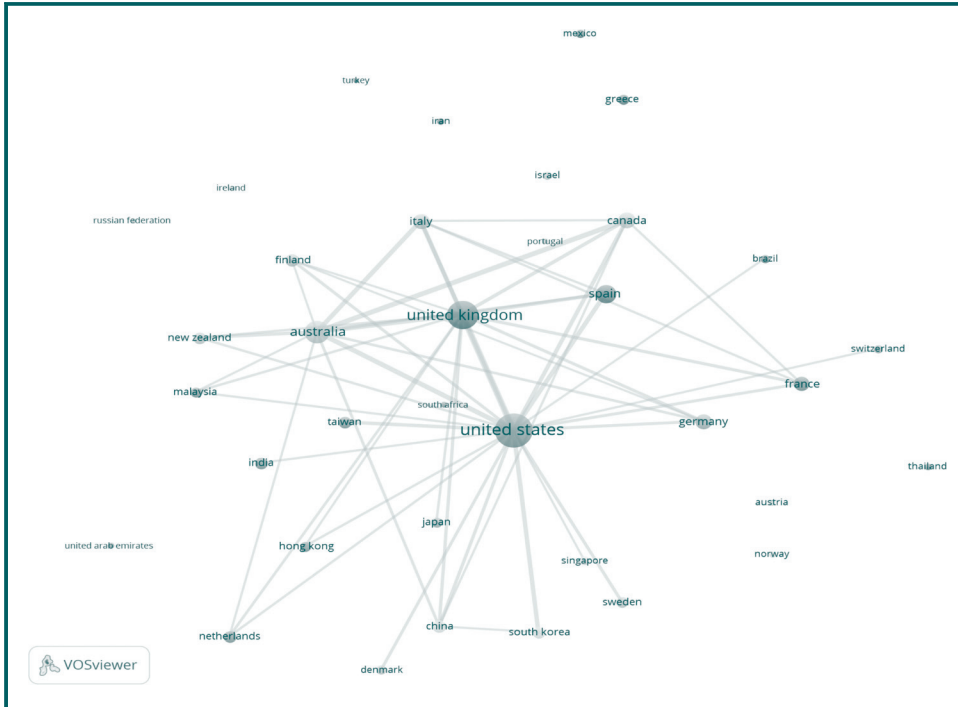 mexico
turkey
greece
iran
israel
ireland
russian federation
italy
canada
portugal
finland
brazil
spain
united kingdom
australia
new zealand
switzerland
france
malaysia
south africa
taiwan
germany
united states
india
thailand
austria
japan
united arab emirates
hong kong
norway
singapore
sweden
china
south korea
netherlands
denmark
VOSviewer